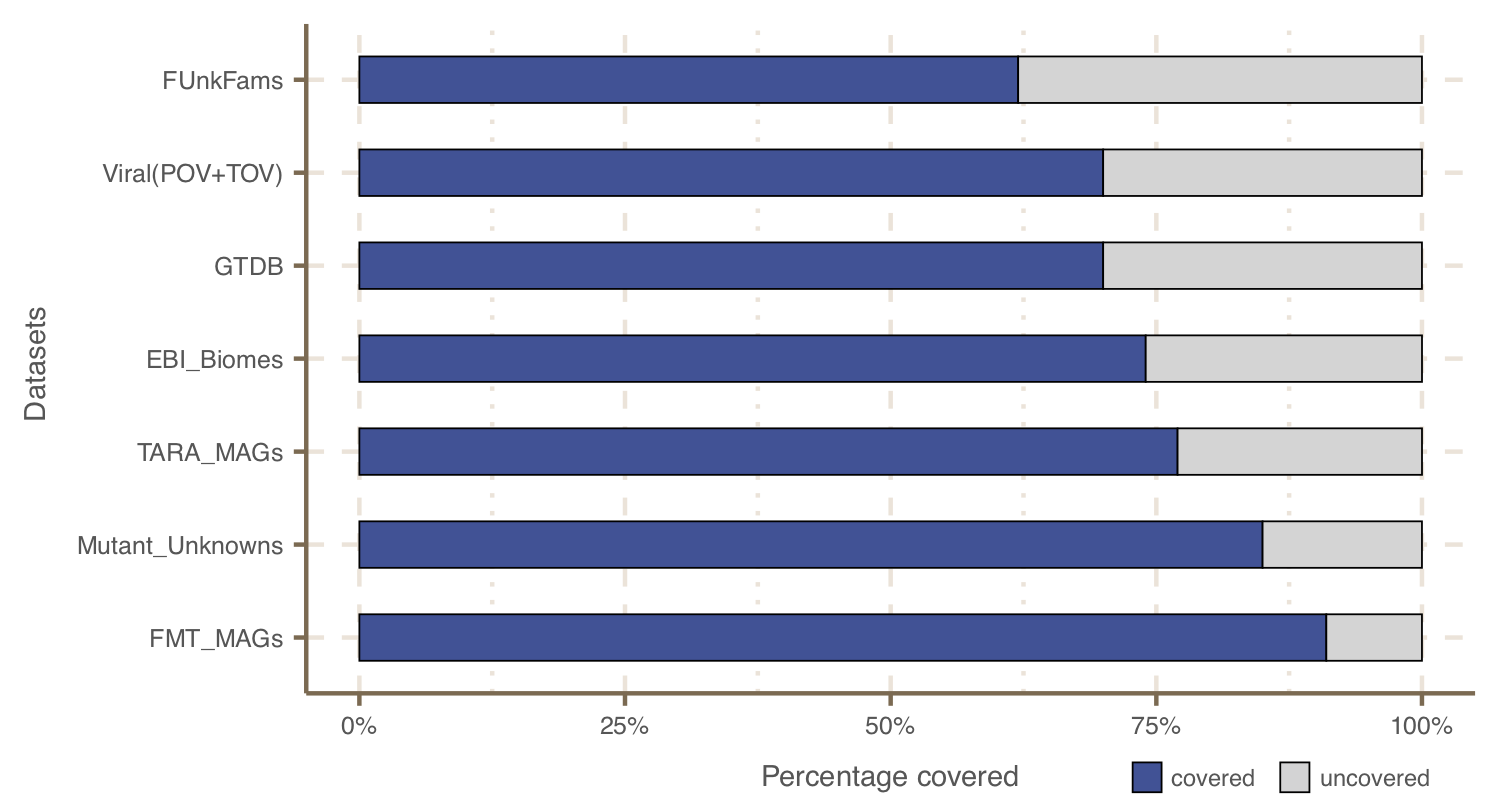 FUnkFams
Viral(POV+TOV)
GTDB
EBI_Biomes
TARA_MAGs
Mutant_Unknowns
FMT_MAGs
Datasets
0% 25% 50% 75% 100%
Percentage covered
covered uncovered